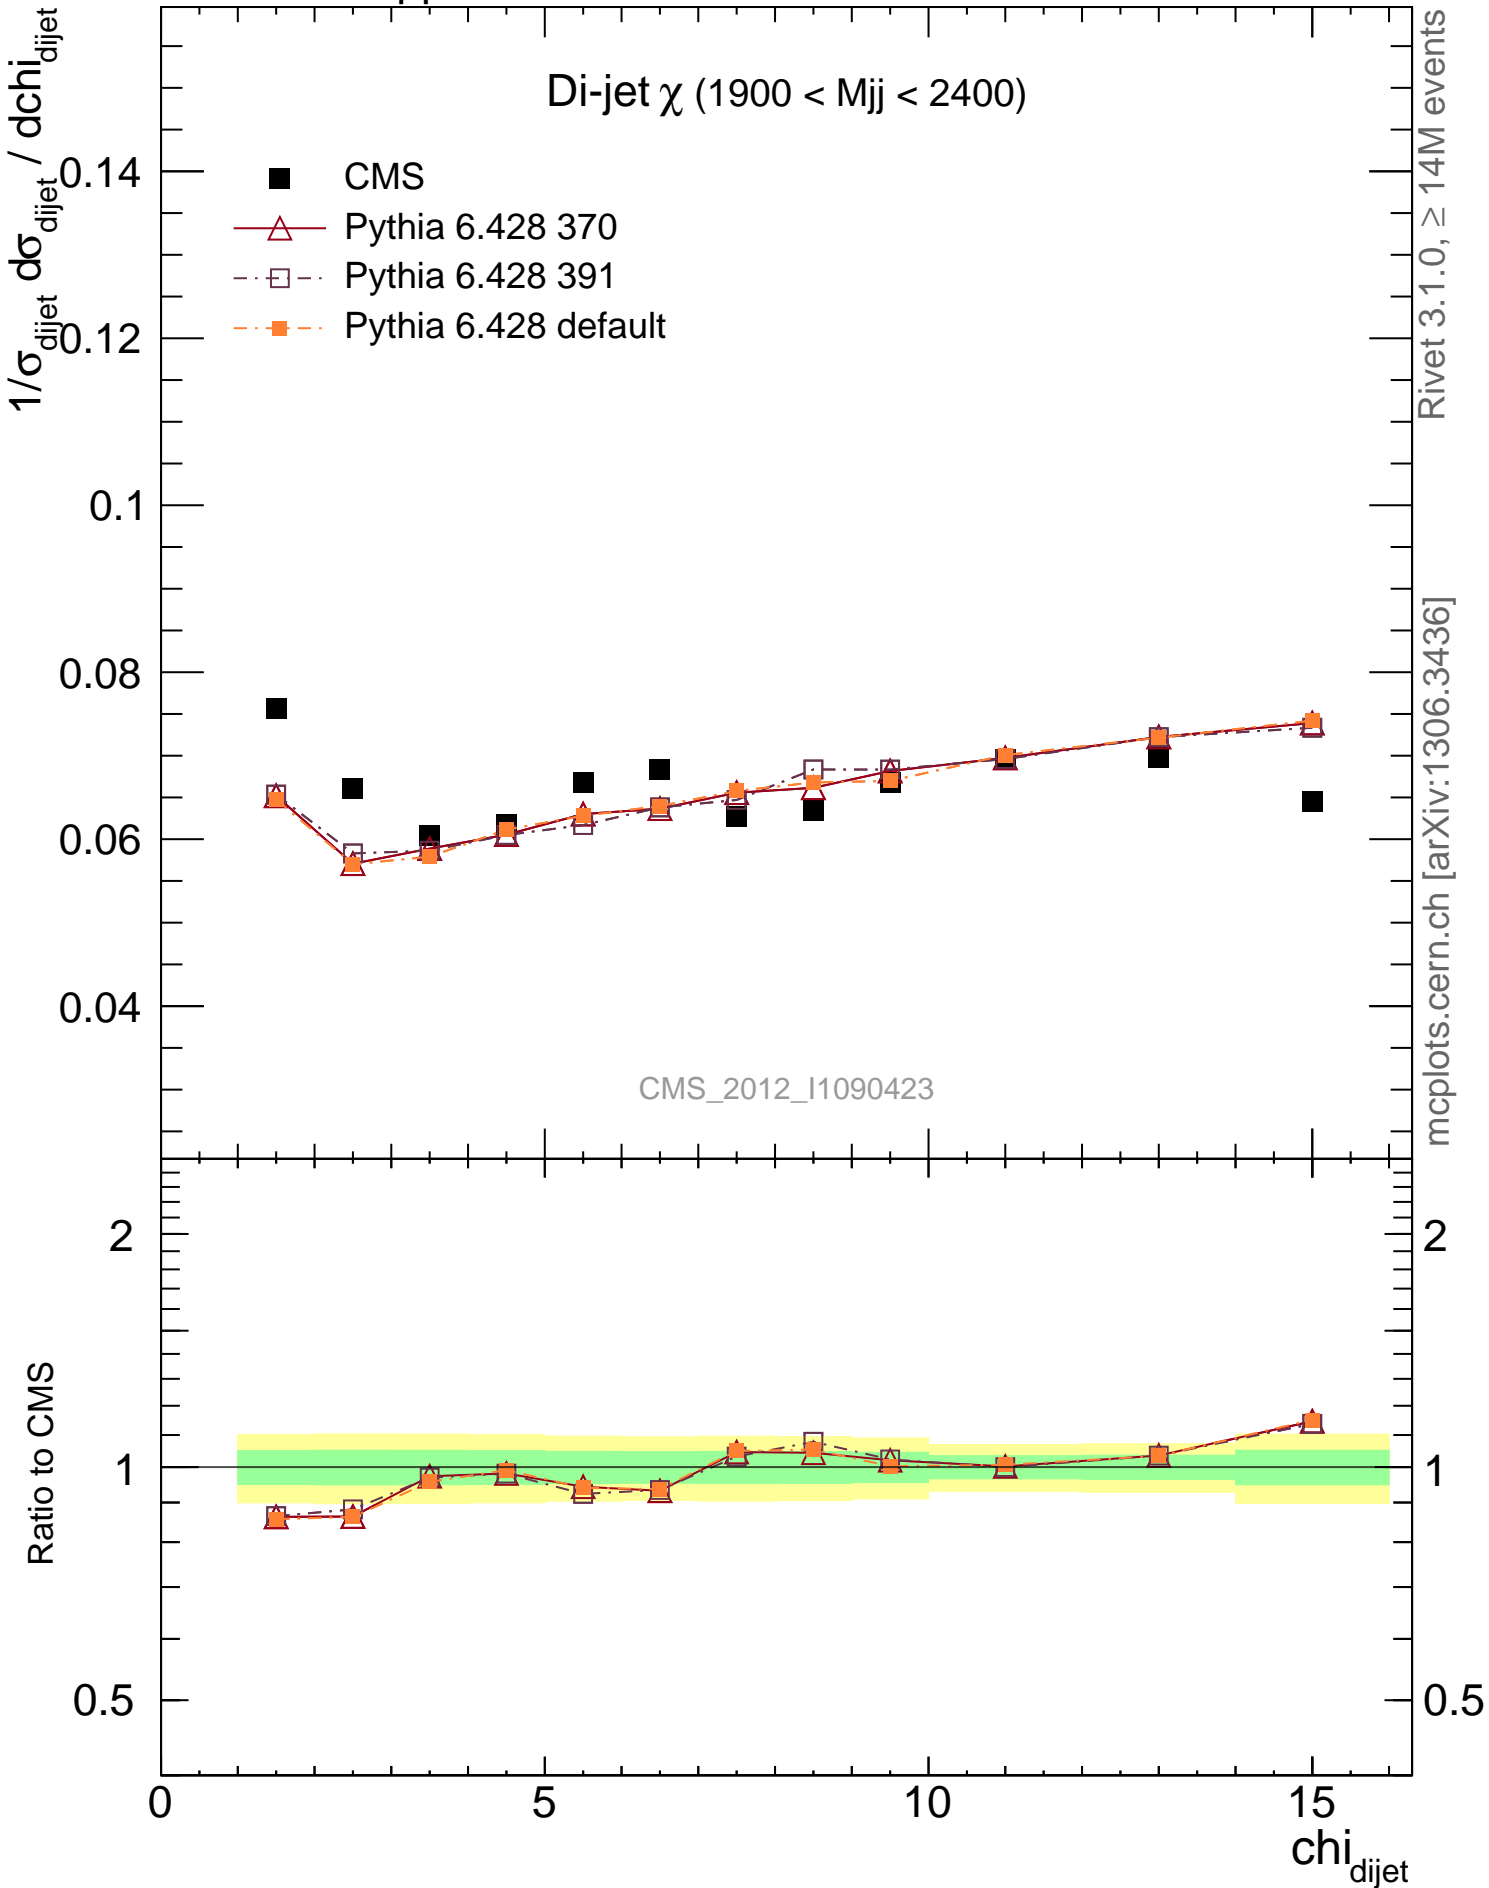 Di-jet χ (1900 < Mjj < 2400)
1/σdijet dσdijet / dchidijet
CMS
Pythia 6.428 370
Pythia 6.428 391
Pythia 6.428 default
0.14
0.12
0.1
0.08
0.06
0.04
CMS_2012_I1090423
Rivet 3.1.0, ≥ 14M events
mcplots.cern.ch [arXiv:1306.3436]
Ratio to CMS
2
1
0.5
2
1
0.5
0 5 10 15
chidijet